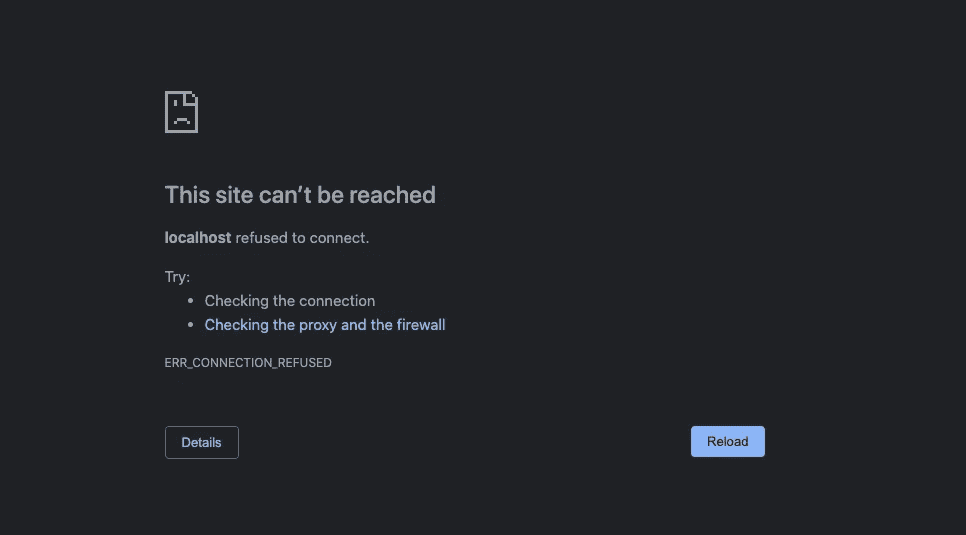 This site can’t be reached
localhost refused to connect.
Try:
• Checking the connection
• Checking the proxy and the firewall
ERR_CONNECTION_REFUSED
Details
Reload